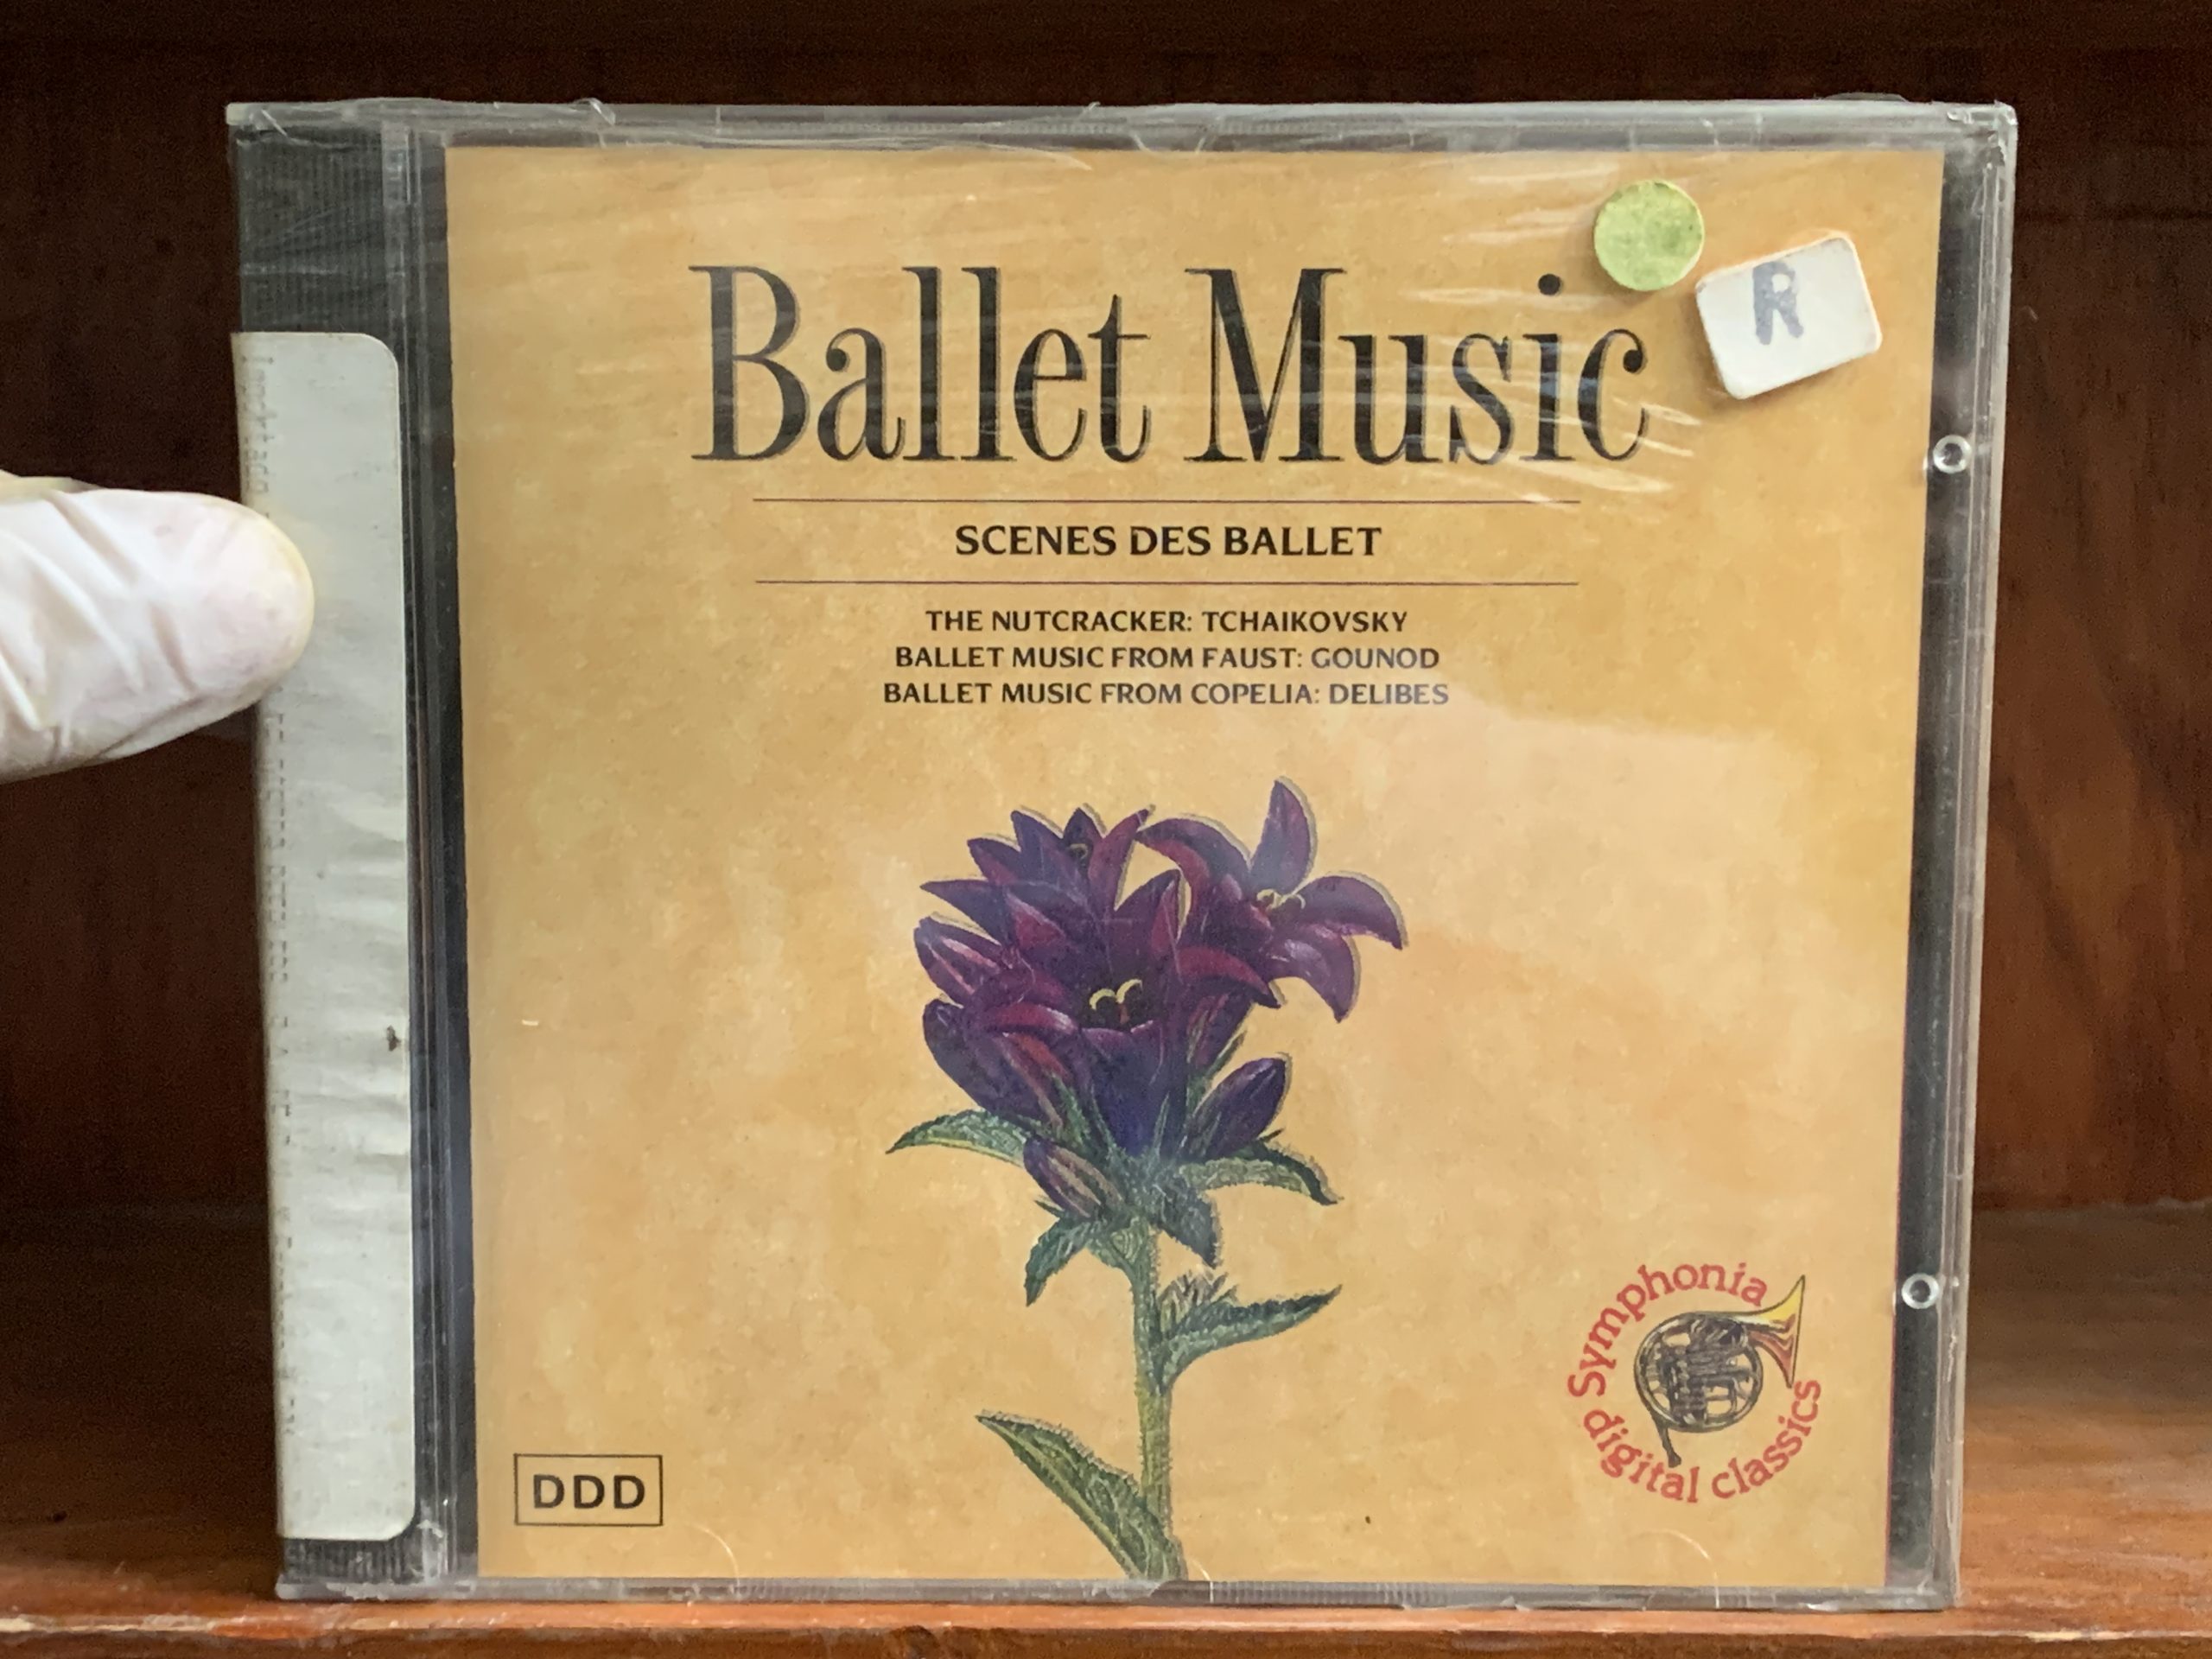 Ballet Music
R
SCENES DES BALLET
THE NUTCRACKER: TCHAIKOVSKY
BALLET MUSIC FROM FAUST: GOUNOD
BALLET MUSIC FROM COPELIA: DELIBES
Symphonia
digital classics
DDD